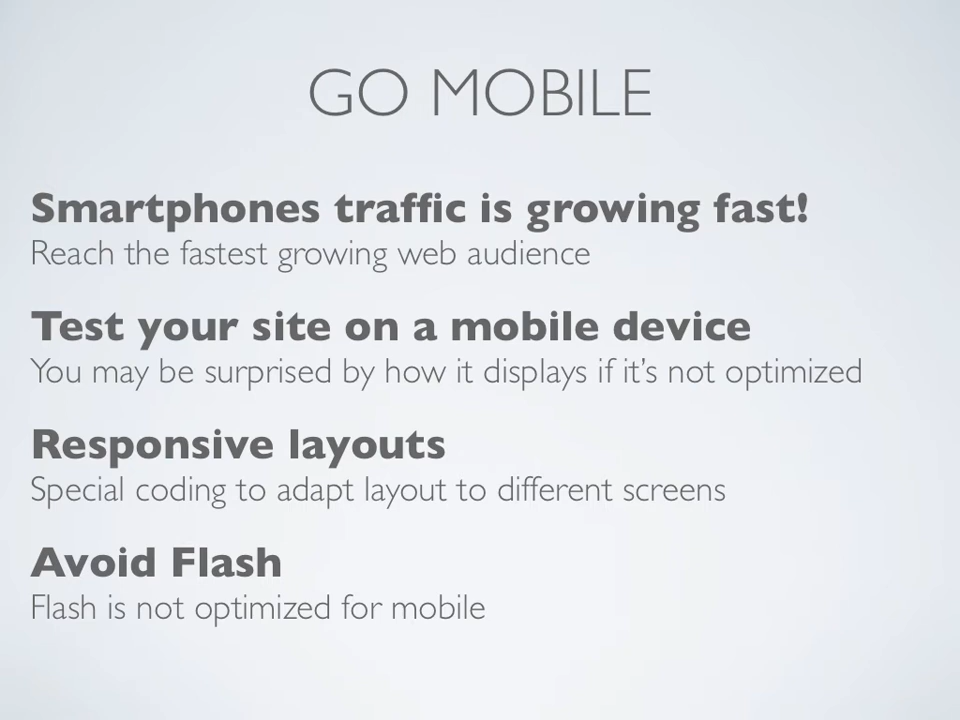 GO MOBILE
Smartphones traffic is growing fast!
Reach the fastest growing web audience
Test your site on a mobile device
You may be surprised by how it displays if it’s not optimized
Responsive layouts
Special coding to adapt layout to different screens
Avoid Flash
Flash is not optimized for mobile